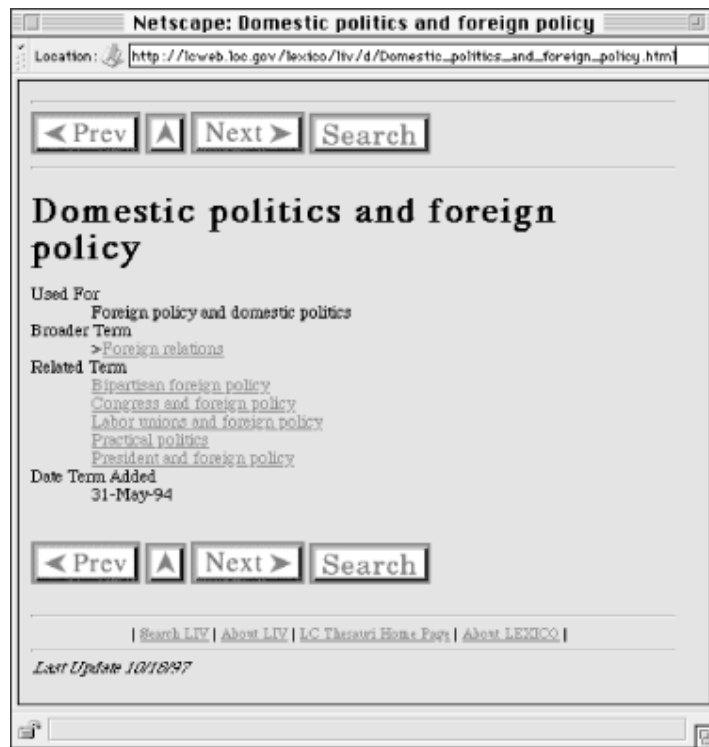 Netscape: Domestic politics and foreign policy
Location: http://lcweb.loc.gov/lexico/liv/d/Domestic_politics_and_foreign_policy.html
Prev Next Search
Domestic politics and foreign
policy
Used For
Foreign policy and domestic politics
Broader Term
>Foreign relations
Related Term
Bipartisan foreign policy
Congress and foreign policy
Labor unions and foreign policy
Practical politics
President and foreign policy
Date Term Added
31-May-94
Prev Next Search
| Search LIV | About LIV | LC Thesauri Home Page | About LEXICO |
Last Update 10/16/97